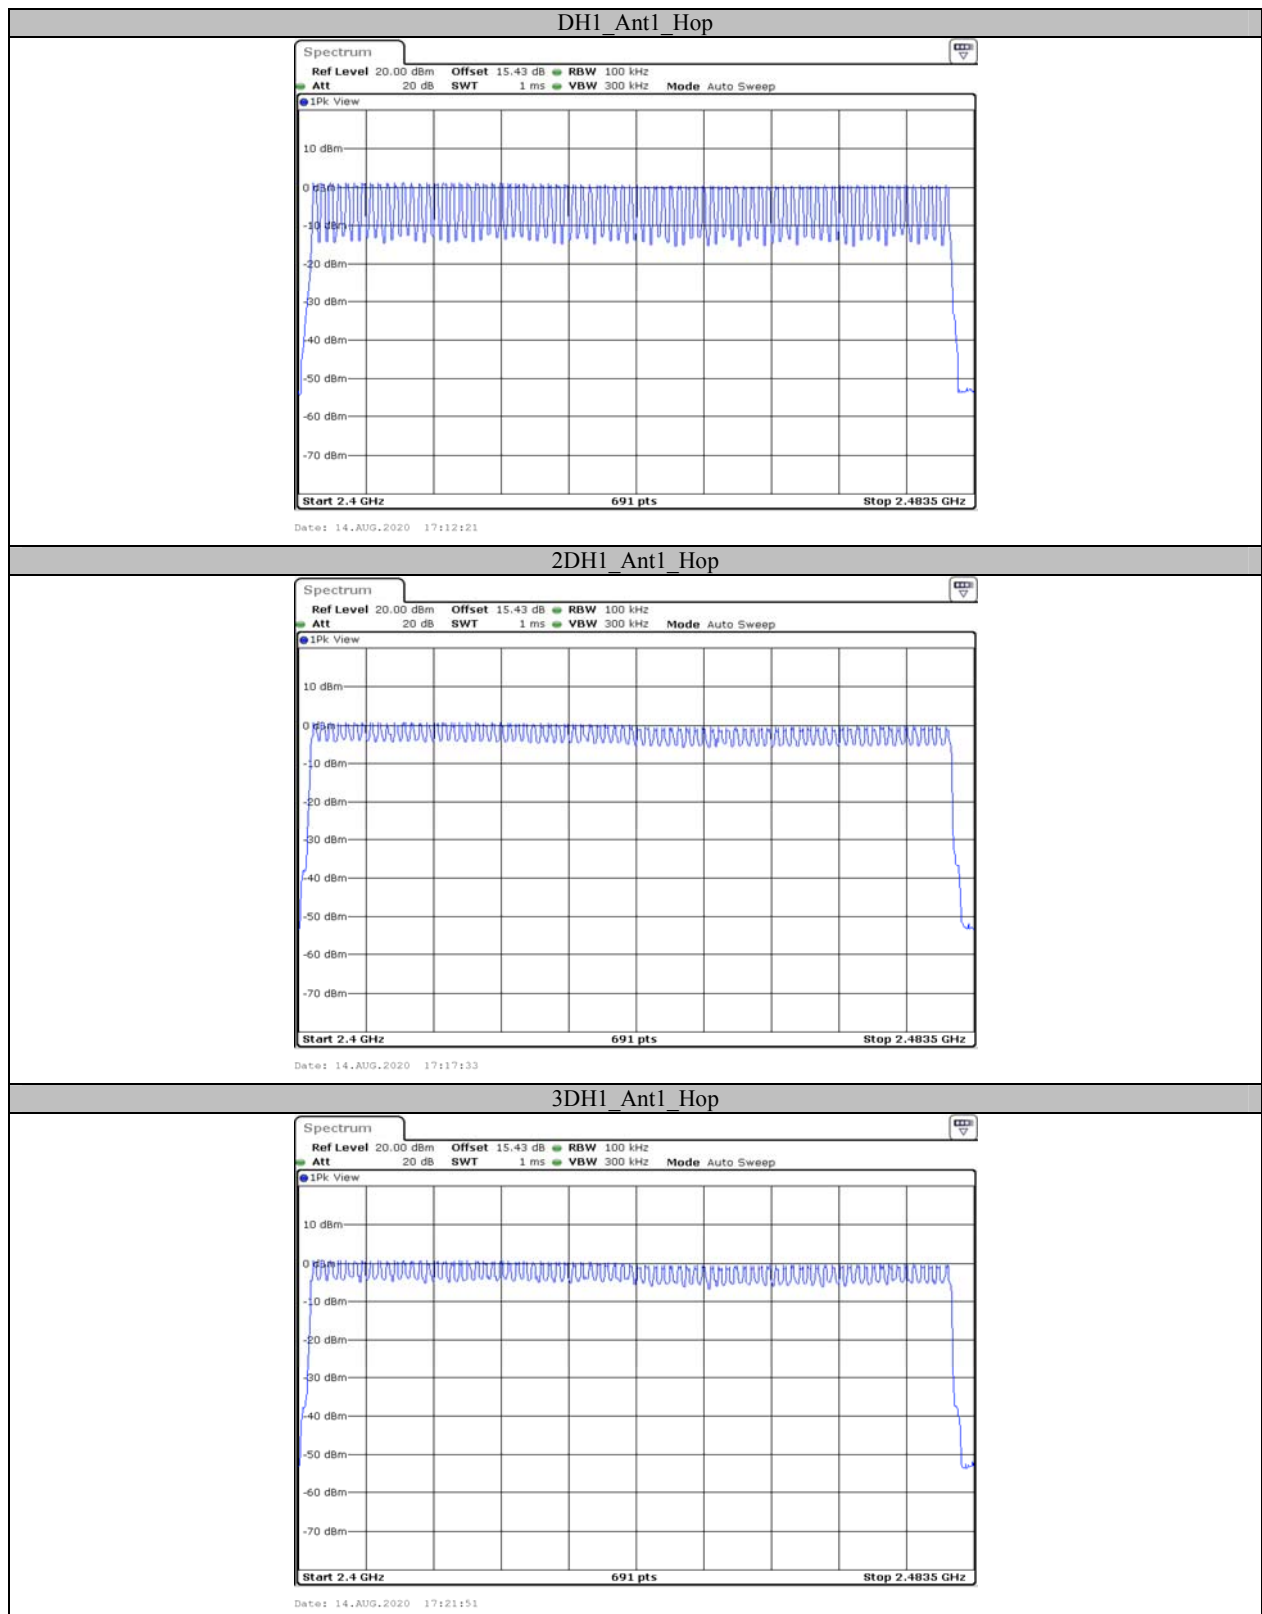 DH1_Ant1_Hop
Spectrum
Ref Level 20.00 dBm Offset 15.43 dB RBW 100 kHz
Att 20 dB SWT 1 ms VBW 300 kHz Mode Auto Sweep
1Pk View
10 dBm
0 dBm
-10 dBm
-20 dBm
-30 dBm
-40 dBm
-50 dBm
-60 dBm
-70 dBm
Start 2.4 GHz 691 pts Stop 2.4835 GHz
Date: 14.AUG.2020 17:12:21
2DH1_Ant1_Hop
Spectrum
Ref Level 20.00 dBm Offset 15.43 dB RBW 100 kHz
Att 20 dB SWT 1 ms VBW 300 kHz Mode Auto Sweep
1Pk View
10 dBm
0 dBm
-10 dBm
-20 dBm
-30 dBm
-40 dBm
-50 dBm
-60 dBm
-70 dBm
Start 2.4 GHz 691 pts Stop 2.4835 GHz
Date: 14.AUG.2020 17:17:33
3DH1_Ant1_Hop
Spectrum
Ref Level 20.00 dBm Offset 15.43 dB RBW 100 kHz
Att 20 dB SWT 1 ms VBW 300 kHz Mode Auto Sweep
1Pk View
10 dBm
0 dBm
-10 dBm
-20 dBm
-30 dBm
-40 dBm
-50 dBm
-60 dBm
-70 dBm
Start 2.4 GHz 691 pts Stop 2.4835 GHz
Date: 14.AUG.2020 17:21:51